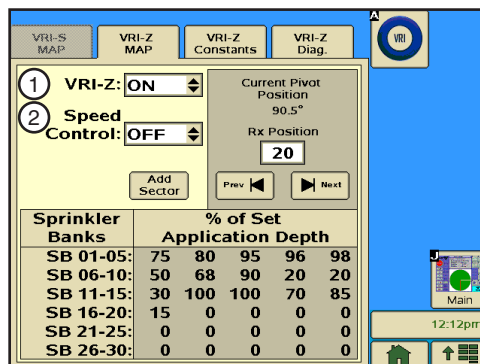 A
VRI-S MAP
VRI-Z MAP
VRI-Z Constants
VRI-Z Diag.
VRI
1 VRI-Z: ON
2 Speed Control: OFF
Add Sector
Current Pivot Position
90.5°
Rx Position
20
Prev
Next
Sprinkler Banks
% of Set Application Depth
SB 01-05: 75 80 95 96 98
SB 06-10: 50 68 90 20 20
SB 11-15: 30 100 100 70 85
SB 16-20: 15 0 0 0 0
SB 21-25: 0 0 0 0 0
SB 26-30: 0 0 0 0 0
J
Main
12:12pm